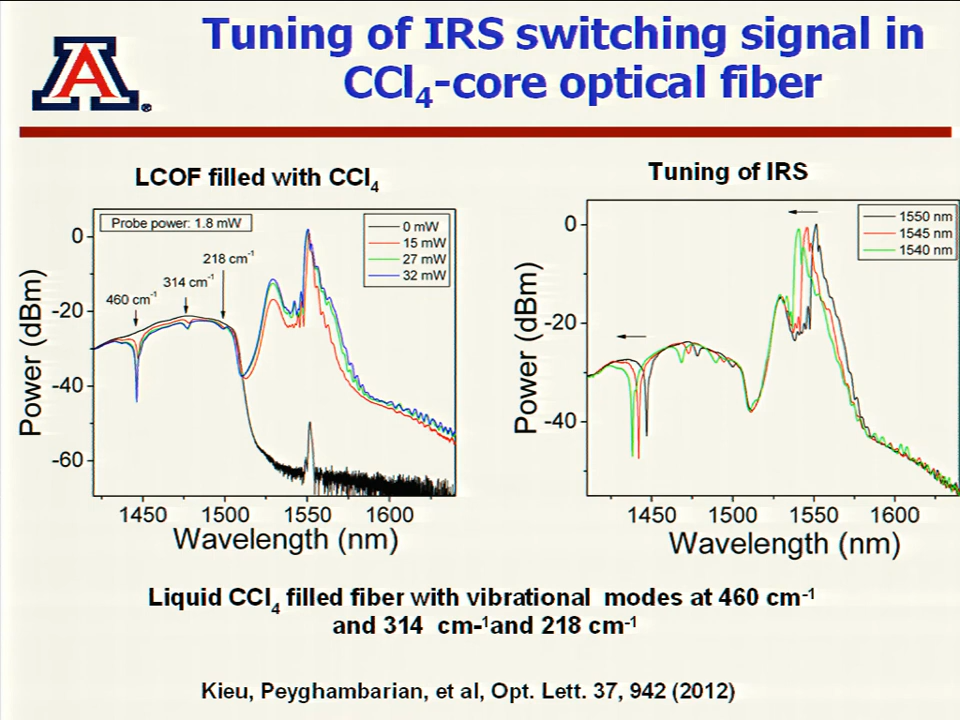 Tuning of IRS switching signal in
CCl4-core optical fiber
A
®
LCOF filled with CCl4
Probe power: 1.8 mW
0 mW
15 mW
27 mW
32 mW
218 cm-1
314 cm-1
460 cm-1
0
-20
-40
-60
Power (dBm)
1450 1500 1550 1600
Wavelength (nm)
Tuning of IRS
1550 nm
1545 nm
1540 nm
0
-20
-40
Power (dBm)
1450 1500 1550 1600
Wavelength (nm)
Liquid CCl4 filled fiber with vibrational modes at 460 cm-1
and 314 cm-1and 218 cm-1
Kieu, Peyghambarian, et al, Opt. Lett. 37, 942 (2012)